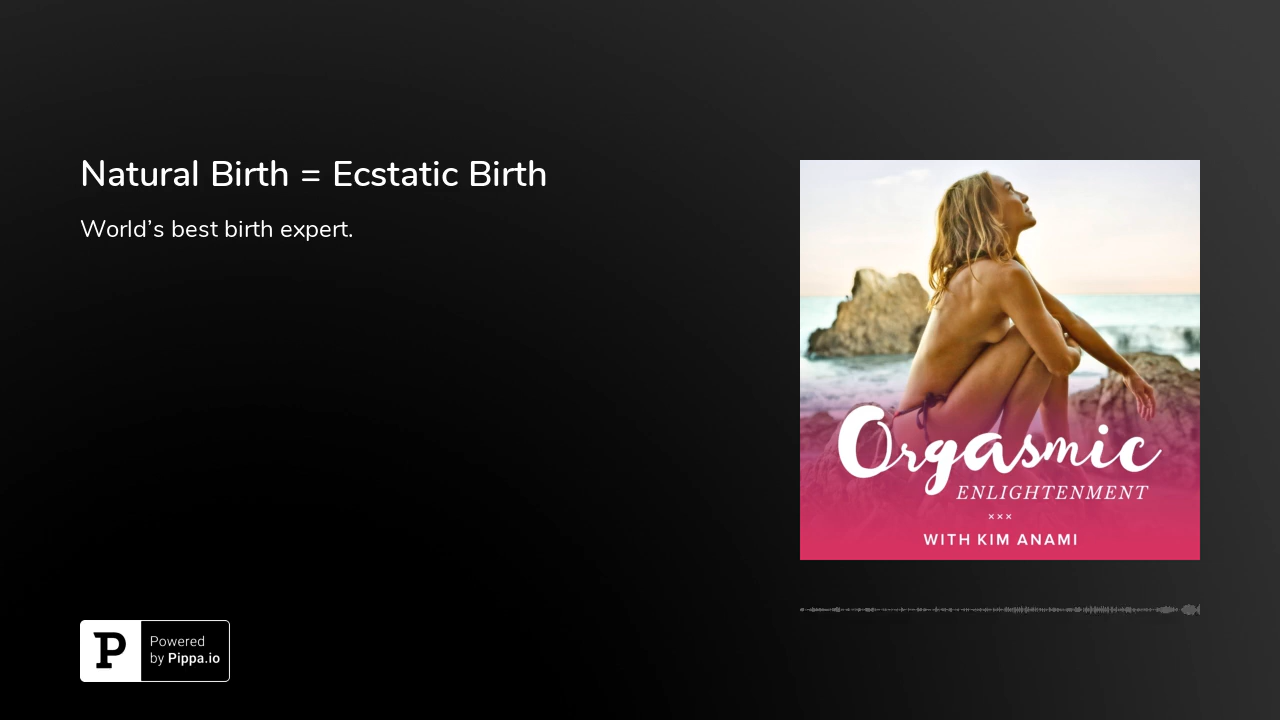 Natural Birth = Ecstatic Birth
World’s best birth expert.
Orgasmic
ENLIGHTENMENT
×××
WITH KIM ANAMI
P
Powered
by Pippa.io